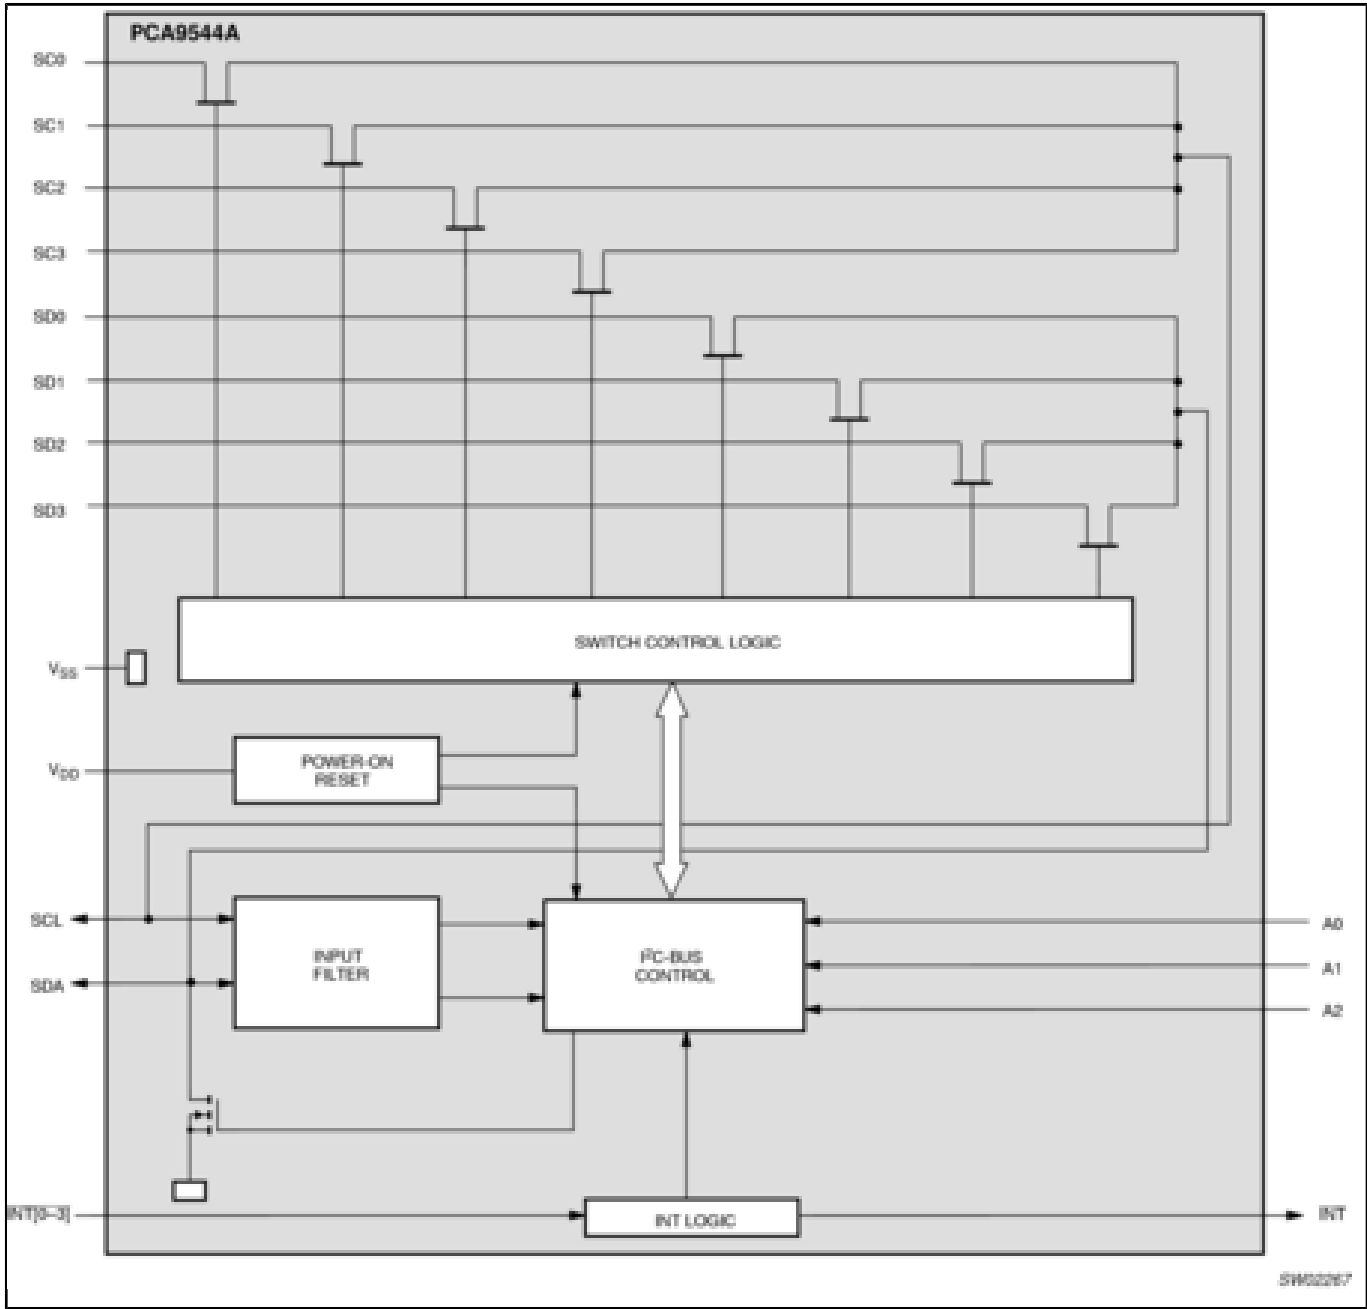 PCA9544A
SC0
SC1
SC2
SC3
SD0
SD1
SD2
SD3
SWITCH CONTROL LOGIC
VSS
POWER-ON
RESET
VDD
SCL
INPUT
FILTER
I²C-BUS
CONTROL
A0
A1
SDA
A2
INT[0–3]
INT LOGIC
INT
SW02267